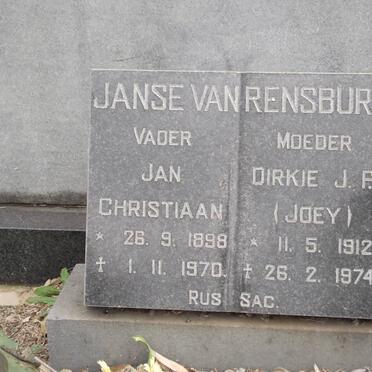 JANSE VAN RENSBUR
VADER MOEDER
JAN DIRKIE J. F.
CHRISTIAAN (JOEY)
* 26. 9. 1898 * 11. 5. 1912
✝ 1. 11. 1970. ✝ 26. 2. 1974
RUS SAG.